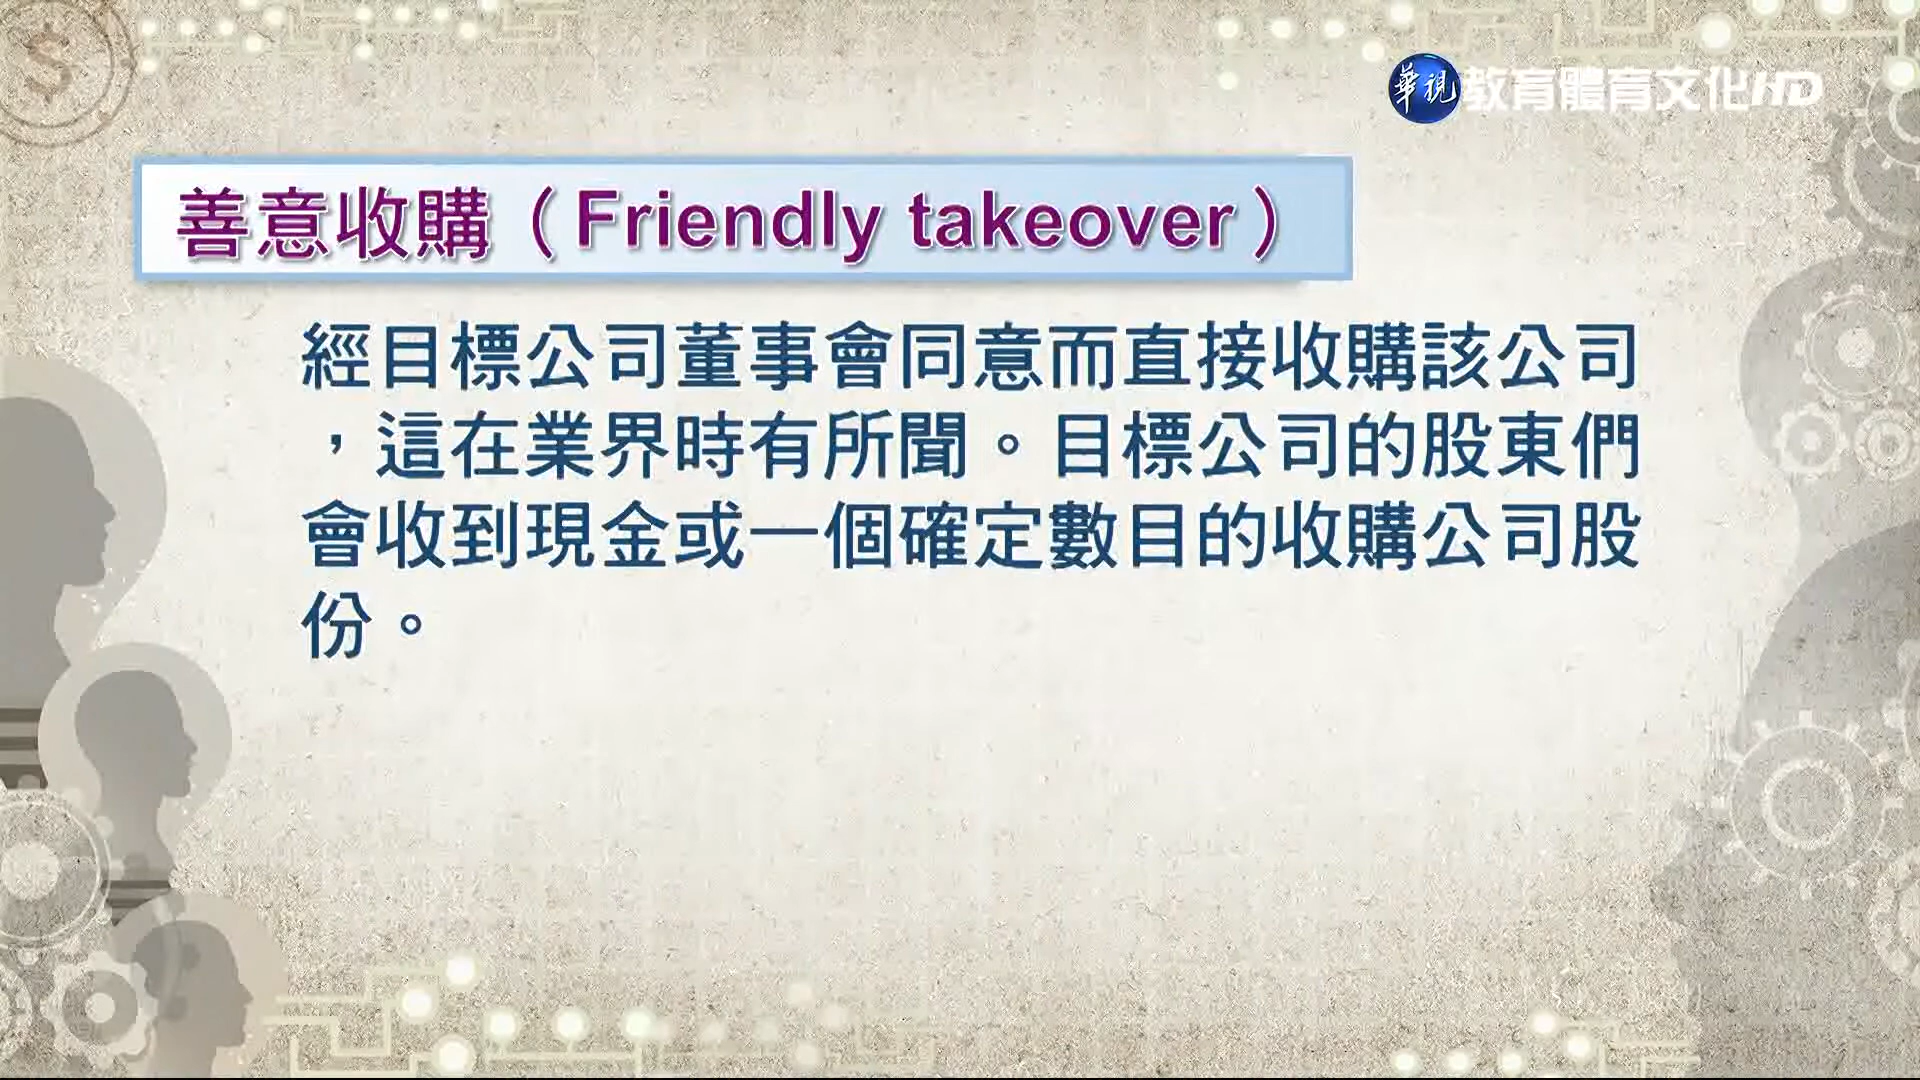 華視教育體育文化HD
善意收購（Friendly takeover）
經目標公司董事會同意而直接收購該公司
，這在業界時有所聞。目標公司的股東們
會收到現金或一個確定數目的收購公司股
份。